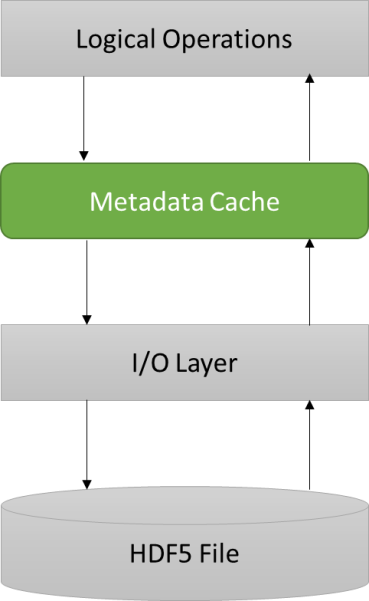 Logical Operations
Metadata Cache
I/O Layer
HDF5 File